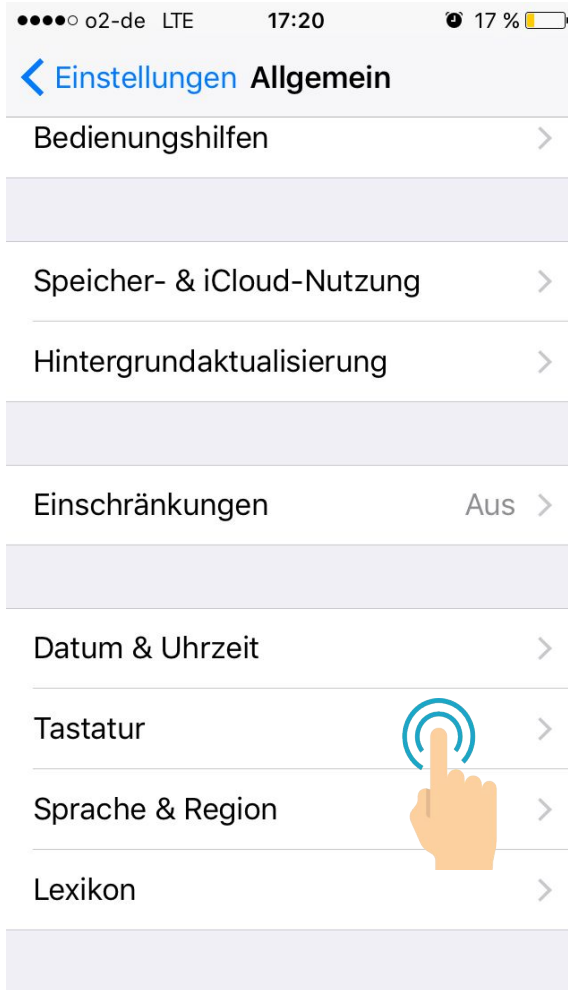 o2-de LTE 17:20 17 %
Einstellungen Allgemein
Bedienungshilfen
Speicher- & iCloud-Nutzung
Hintergrundaktualisierung
Einschränkungen Aus
Datum & Uhrzeit
Tastatur
Sprache & Region
Lexikon